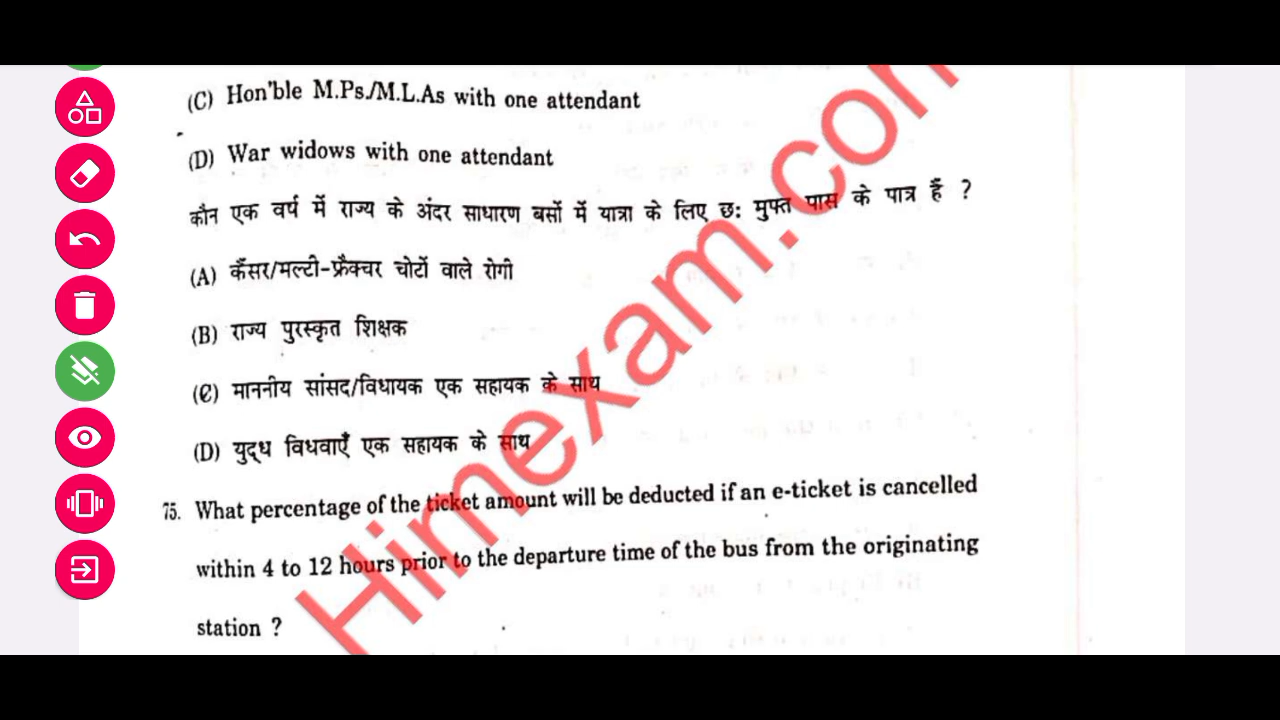 (C) Hon'ble M.Ps./M.L.As with one attendant
(D) War widows with one attendant
कौन एक वर्ष में राज्य के अंदर साधारण बसों में यात्रा के लिए छः मुफ्त पास के पात्र हैं ?
(A) कैंसर/मल्टी-फ्रैक्चर चोटों वाले रोगी
(B) राज्य पुरस्कृत शिक्षक
(C) माननीय सांसद/विधायक एक सहायक के साथ
(D) युद्ध विधवाएँ एक सहायक के साथ
75. What percentage of the ticket amount will be deducted if an e-ticket is cancelled
within 4 to 12 hours prior to the departure time of the bus from the originating
station ?
Himexam.com